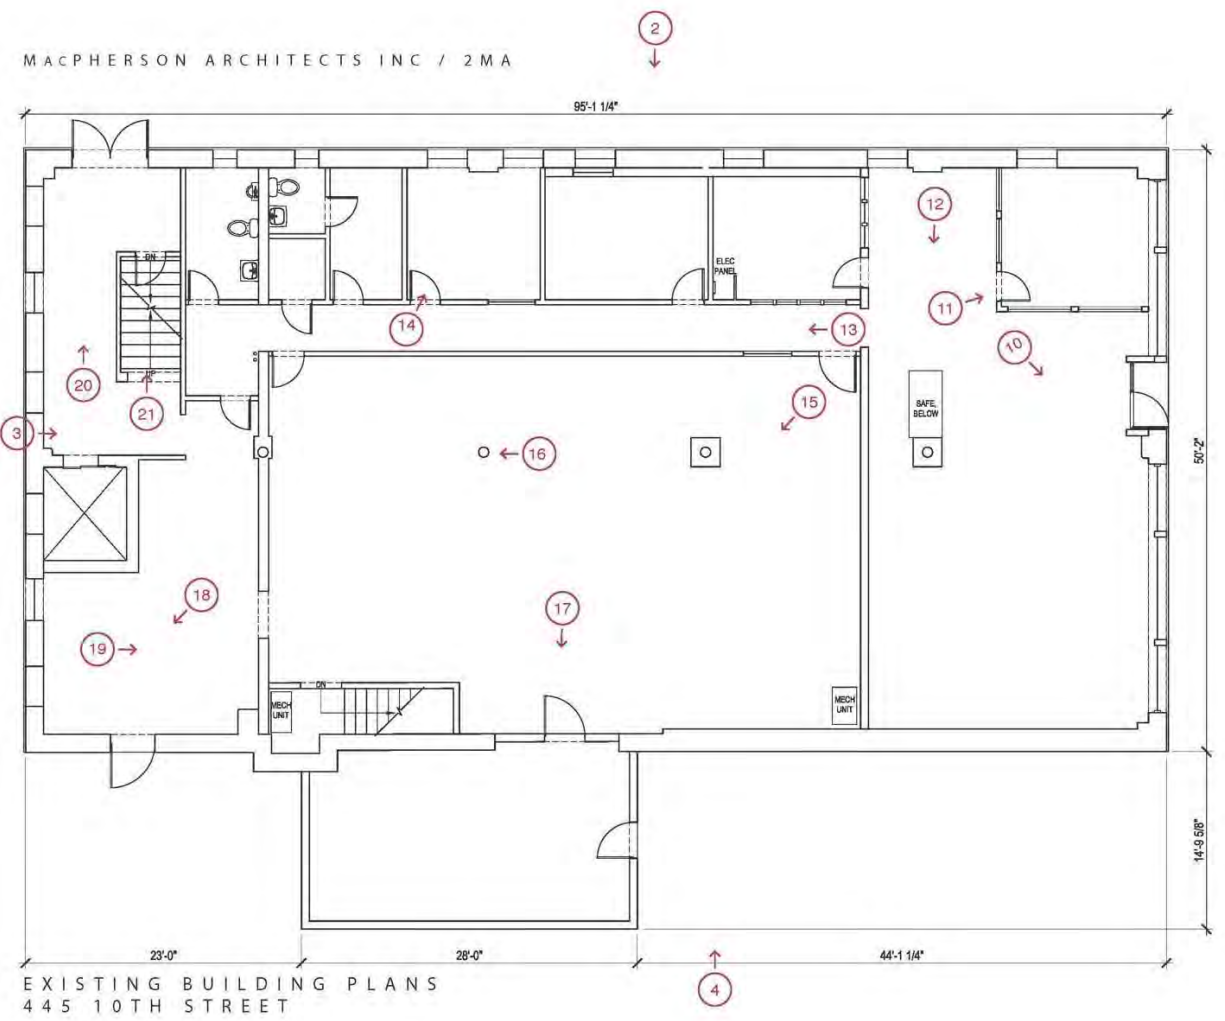 2
MACPHERSON ARCHITECTS INC / 2MA
95'-1 1/4"
12
DN
ELEC
PANEL
11
14
13
10
20
UP
21
15
SAFE,
BELOW
3
16
50'-2"
18
17
19
DN
MECH
UNIT
MECH
UNIT
14'-9 5/8"
23'-0"
28'-0"
44'-1 1/4"
EXISTING BUILDING PLANS
445 10TH STREET
4